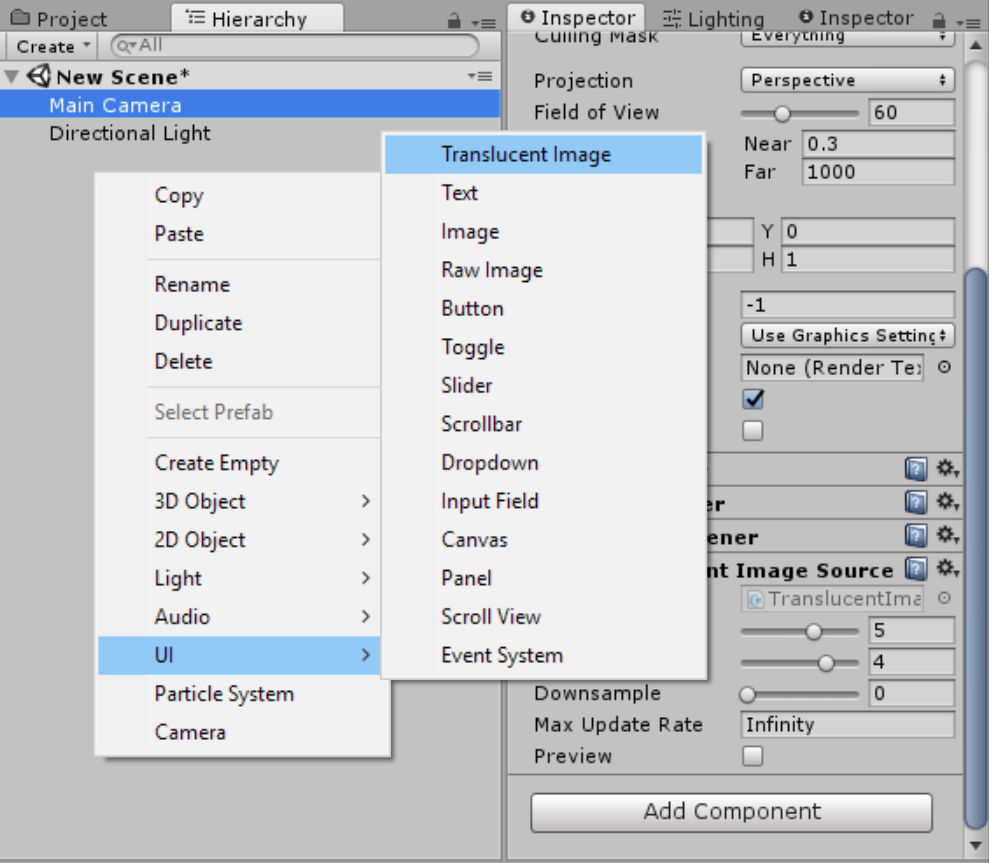 Project
Hierarchy
Create
All
New Scene*
Main Camera
Directional Light
Copy
Paste
Rename
Duplicate
Delete
Select Prefab
Create Empty
3D Object
2D Object
Light
Audio
UI
Particle System
Camera
Translucent Image
Text
Image
Raw Image
Button
Toggle
Slider
Scrollbar
Dropdown
Input Field
Canvas
Panel
Scroll View
Event System
Inspector
Lighting
Inspector
Culling Mask Everything
Projection Perspective
Field of View 60
Near 0.3
Far 1000
Y 0
H 1
-1
Use Graphics Setting
None (Render Te
er
ener
nt Image Source
TranslucentIma
5
4
Downsample 0
Max Update Rate Infinity
Preview
Add Component